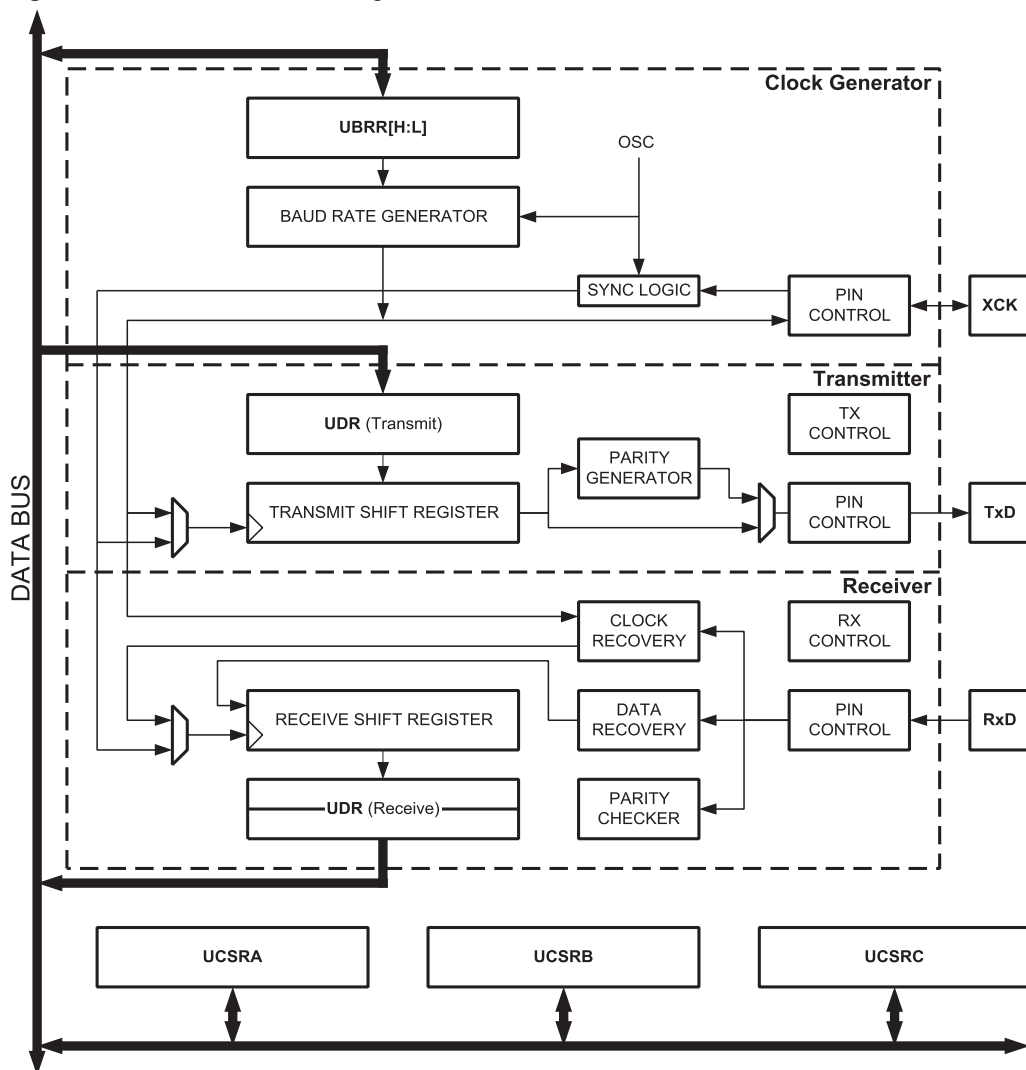 Clock Generator
UBRR[H:L]
OSC
BAUD RATE GENERATOR
SYNC LOGIC
PIN
CONTROL
XCK
Transmitter
UDR (Transmit)
TX
CONTROL
PARITY
GENERATOR
TRANSMIT SHIFT REGISTER
PIN
CONTROL
TxD
DATA BUS
Receiver
CLOCK
RECOVERY
RX
CONTROL
RECEIVE SHIFT REGISTER
DATA
RECOVERY
PIN
CONTROL
RxD
UDR (Receive)
PARITY
CHECKER
UCSRA
UCSRB
UCSRC